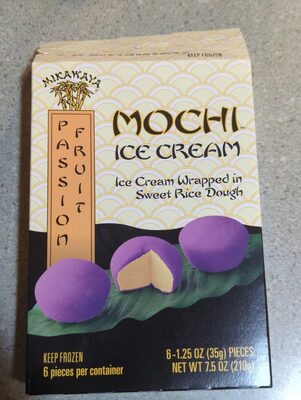 KEEP FROZEN
MIKAWAYA
PASSION
FRUIT
MOCHI™
ICE CREAM
Ice Cream Wrapped in
Sweet Rice Dough
KEEP FROZEN
6 pieces per container
6-1.25 OZ (35g) PIECES
NET WT 7.5 OZ (210g)